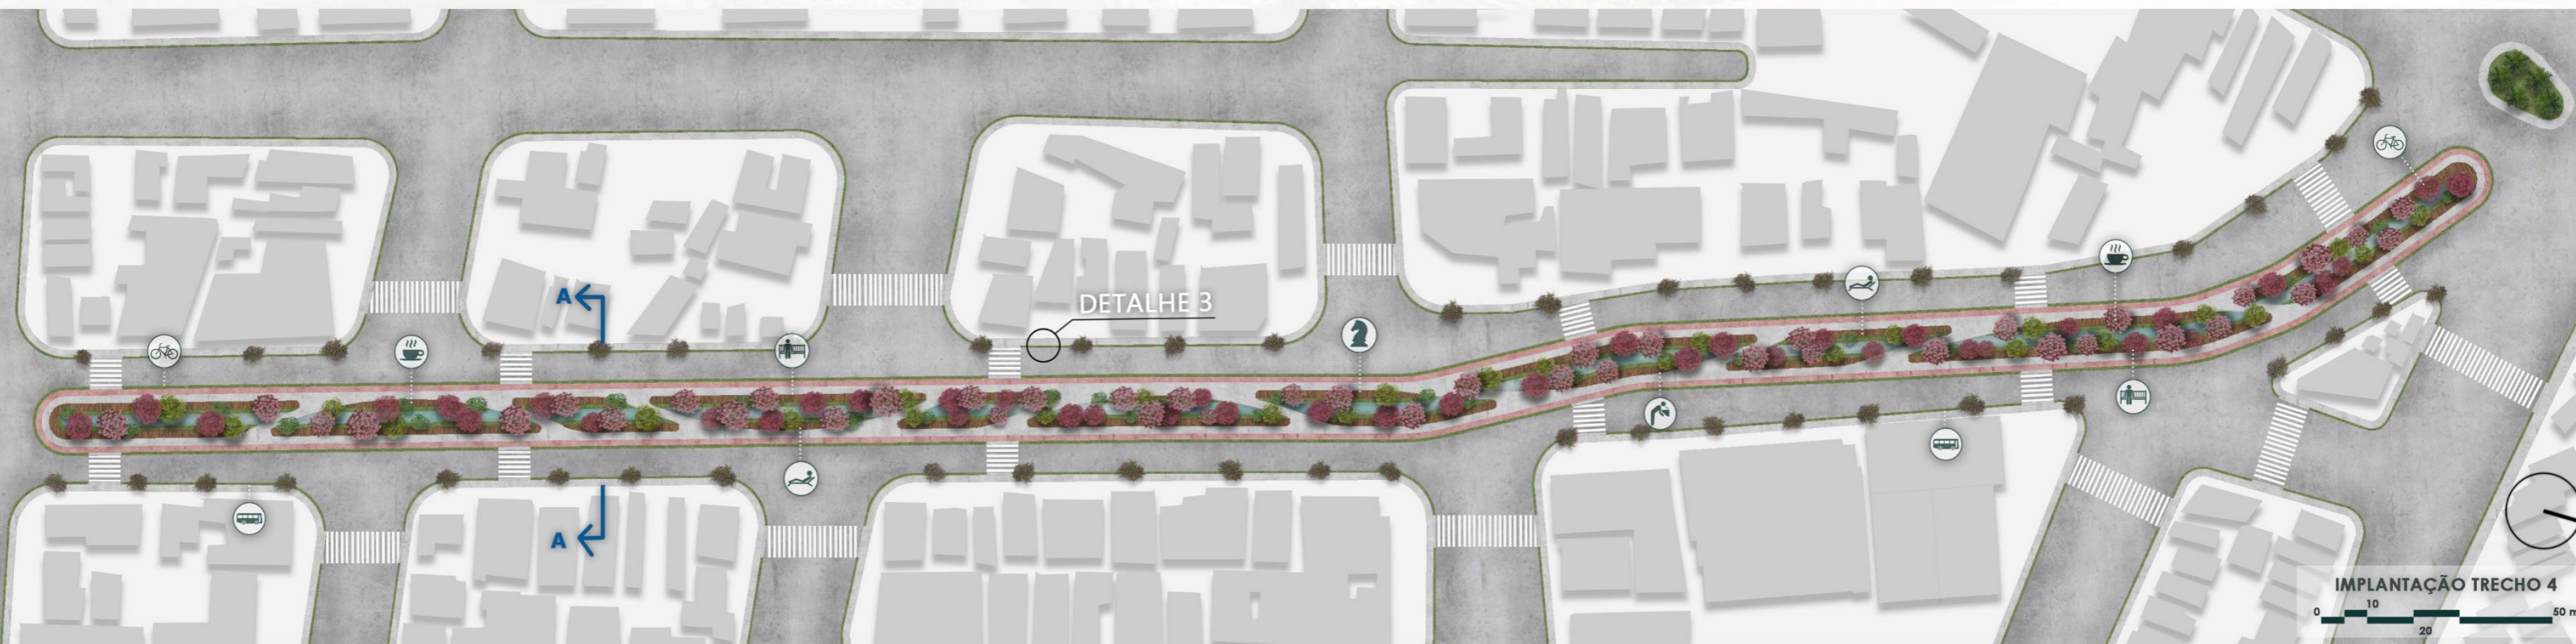 A
DETALHE 3
A
IMPLANTAÇÃO TRECHO 4
0 10 20 50 m